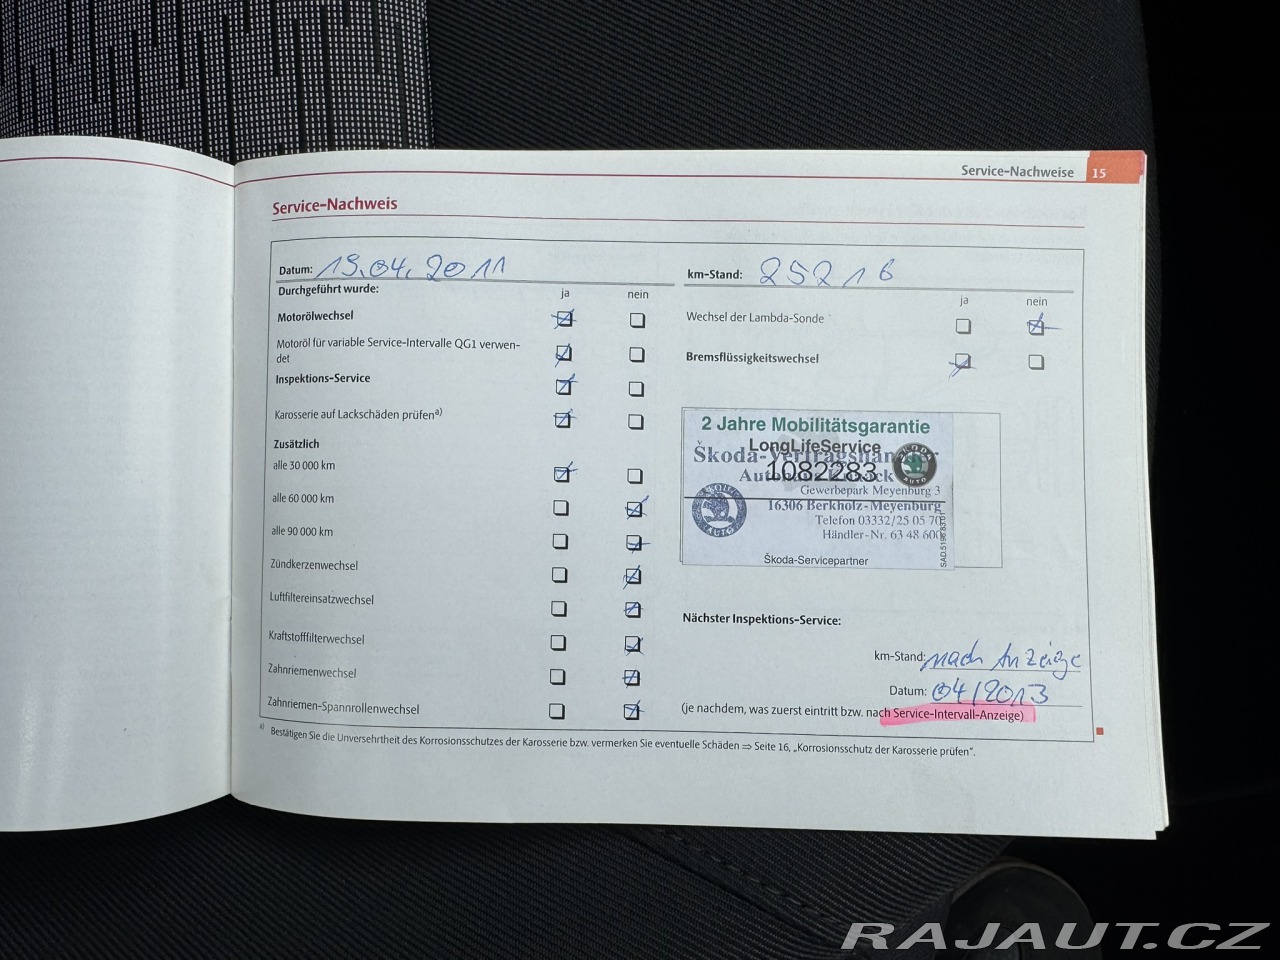 Service-Nachweise 15
Service-Nachweis
Datum: 19.04.2011
km-Stand: 25216
Durchgeführt wurde:
ja nein
Motorölwechsel
Motoröl für variable Service-Intervalle QG1 verwen-
det
Inspektions-Service
Karosserie auf Lackschäden prüfen a)
Zusätzlich
alle 30 000 km
alle 60 000 km
alle 90 000 km
Zündkerzenwechsel
Luftfiltereinsatzwechsel
Kraftstofffilterwechsel
Zahnriemenwechsel
Zahnriemen-Spannrollenwechsel
ja nein
Wechsel der Lambda-Sonde
Bremsflüssigkeitswechsel
2 Jahre Mobilitätsgarantie
LongLifeService
Škoda-Vertragshän
1082283
Gewerbepark Meyenburg 3
16306 Berkholz-Meyenburg
Telefon 03332/25 05 70
Händler-Nr. 63 48 600
Škoda-Servicepartner
Nächster Inspektions-Service:
km-Stand: nach Anzeige
Datum: 04/2013
(je nachdem, was zuerst eintritt bzw. nach Service-Intervall-Anzeige)
a) Bestätigen Sie die Unversehrtheit des Korrosionsschutzes der Karosserie bzw. vermerken Sie eventuelle Schäden ⇒ Seite 16, „Korrosionsschutz der Karosserie prüfen“.
RAJAUT.CZ